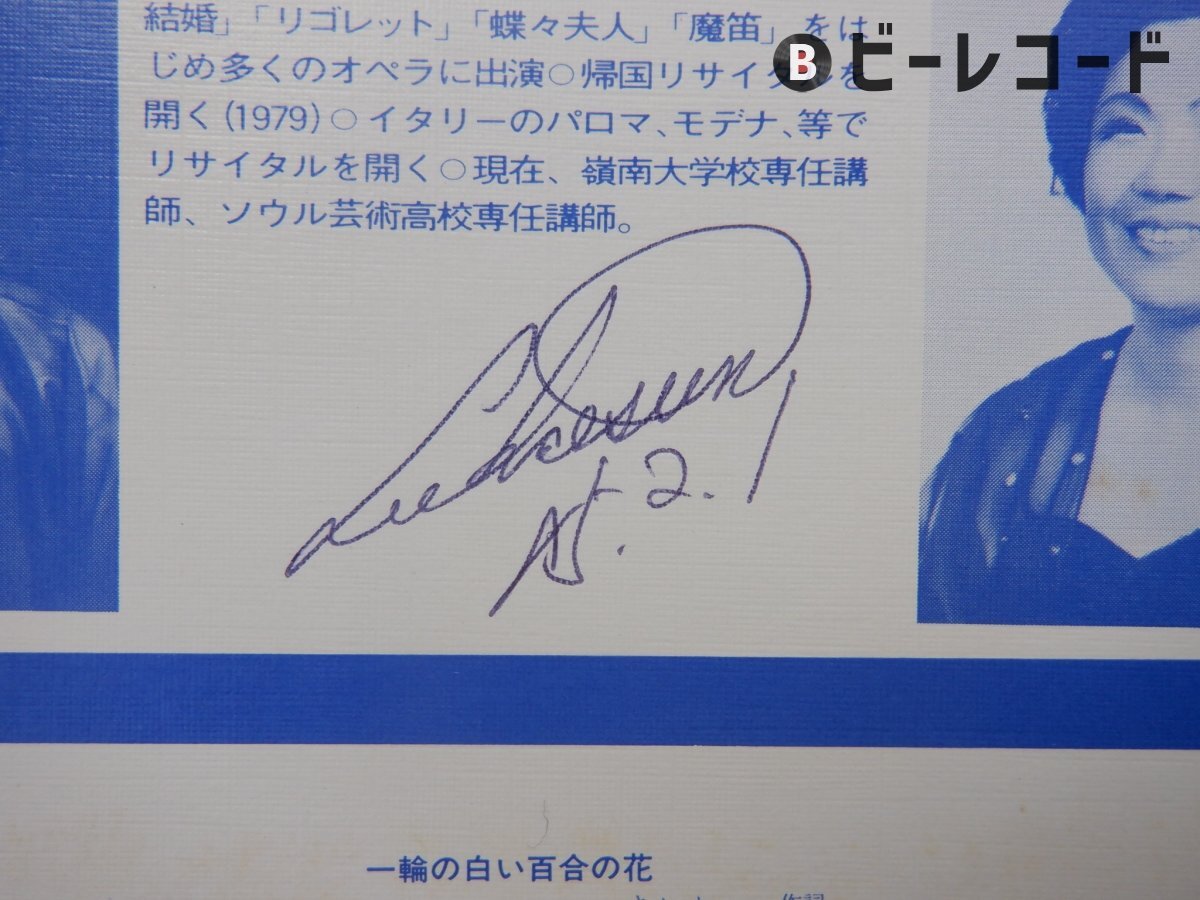 結婚」「リゴレット」「蝶々夫人」「魔笛」をは
じめ多くのオペラに出演○帰国リサイタルを
開く(1979)○イタリーのパロマ、モデナ、等で
リサイタルを開く○現在、嶺南大学校専任講
師、ソウル芸術高校専任講師。
B ビーレコード
2. 1
一輪の白い百合の花
作詞